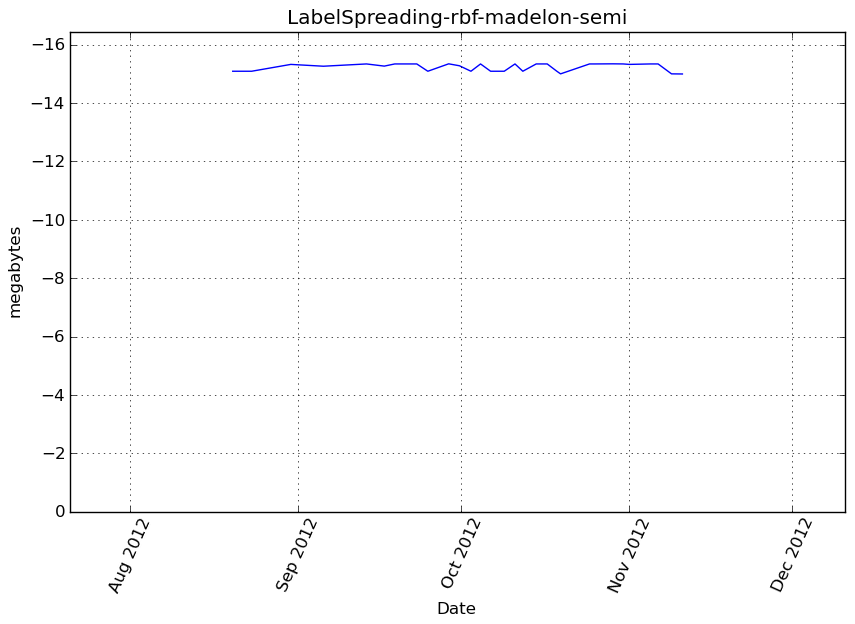 LabelSpreading-rbf-madelon-semi
−16
−14
−12
−10
−8
−6
−4
−2
0
megabytes
Aug 2012
Sep 2012
Oct 2012
Nov 2012
Dec 2012
Date